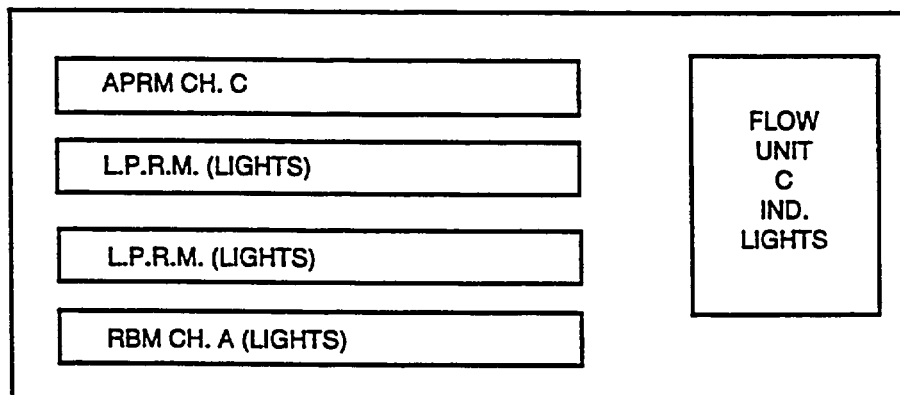 APRM CH. C
L.P.R.M. (LIGHTS)
L.P.R.M. (LIGHTS)
RBM CH. A (LIGHTS)
FLOW
UNIT
C
IND.
LIGHTS